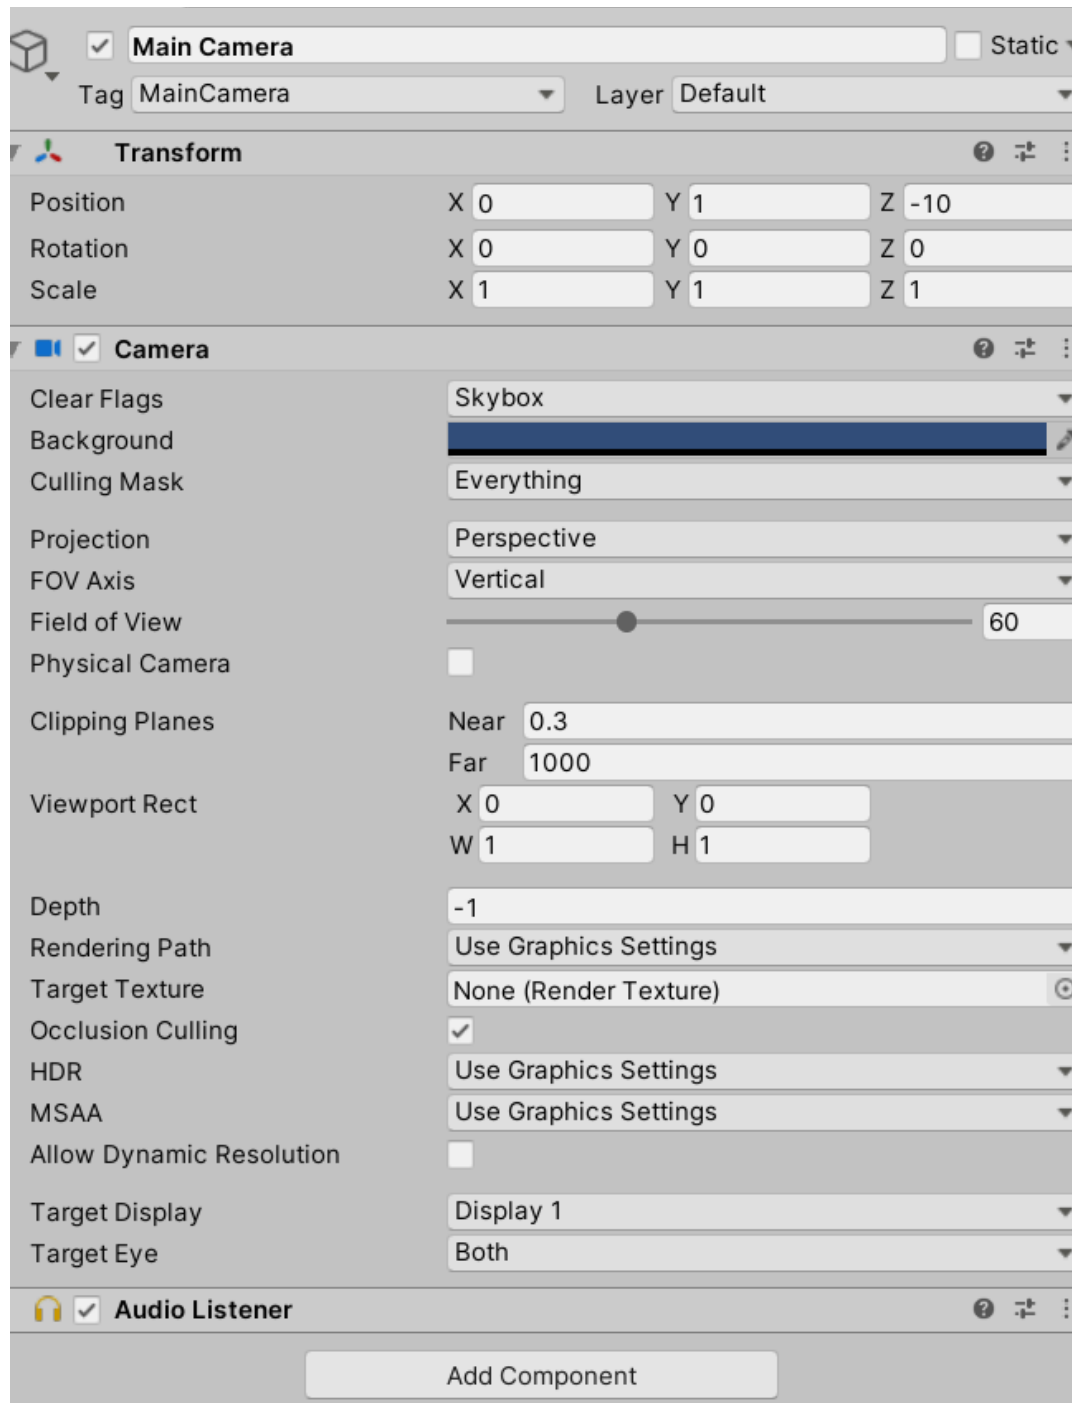 Main Camera Static
Tag MainCamera Layer Default
Transform
Position X 0 Y 1 Z -10
Rotation X 0 Y 0 Z 0
Scale X 1 Y 1 Z 1
Camera
Clear Flags Skybox
Background
Culling Mask Everything
Projection Perspective
FOV Axis Vertical
Field of View 60
Physical Camera
Clipping Planes Near 0.3
Far 1000
Viewport Rect X 0 Y 0
W 1 H 1
Depth -1
Rendering Path Use Graphics Settings
Target Texture None (Render Texture)
Occlusion Culling
HDR Use Graphics Settings
MSAA Use Graphics Settings
Allow Dynamic Resolution
Target Display Display 1
Target Eye Both
Audio Listener
Add Component